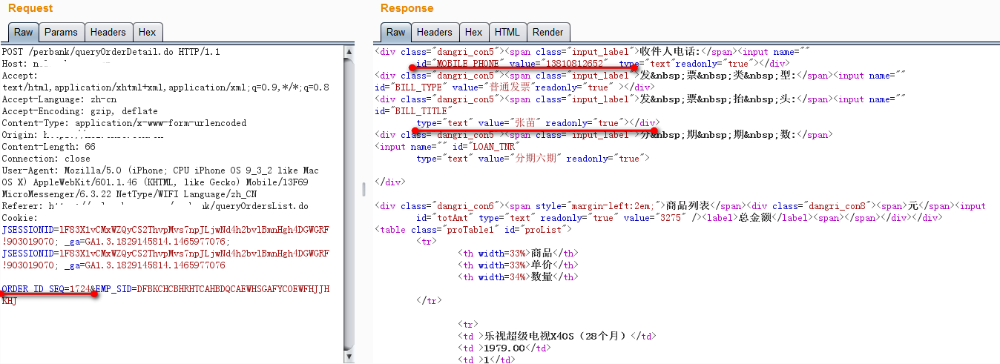 Request
Raw Params Headers Hex
POST /perbank/queryOrderDetail.do HTTP/1.1
Host: n
Accept:
text/html,application/xhtml+xml,application/xml;q=0.9,*/*;q=0.8
Accept-Language: zh-cn
Accept-Encoding: gzip, deflate
Content-Type: application/x-www-form-urlencoded
Origin:
Content-Length: 66
Connection: close
User-Agent: Mozilla/5.0 (iPhone; CPU iPhone OS 9_3_2 like Mac
OS X) AppleWebKit/601.1.46 (KHTML, like Gecko) Mobile/13F69
MicroMessenger/6.3.22 NetType/WIFI Language/zh_CN
Referer: k/queryOrdersList.do
Cookie:
JSESSIONID=lF83X1vCMxWZQyCS2ThvpMvs7npJLjwNd4h2bvlBmnHgh4DGWGRF
!903019070; _ga=GA1.3.1829145814.1465977076;
JSESSIONID=lF83X1vCMxWZQyCS2ThvpMvs7npJLjwNd4h2bvlBmnHgh4DGWGRF
!903019070; _ga=GA1.3.1829145814.1465977076
ORDER_ID_SEQ=1724&EMP_SID=DFBKCHCBHRHTCAHBDQCAEWHSGAFYCOEWFHJJH
KHJ
Response
Raw Headers Hex HTML Render
<div class="dangri_con5"><span class="input_label">收件人电话:</span><input name=""
id="MOBILE_PHONE" value="13810812652" type="text"readonly="true"></div>
<div class="dangri_con5"><span class="input_label">发&nbsp;票&nbsp;类&nbsp;型:</span><input name=""
id="BILL_TYPE" value="普通发票"readonly="true" ></div>
<div class="dangri_con5"><span class="input_label">发&nbsp;票&nbsp;抬&nbsp;头:</span><input name=""
id="BILL_TITLE"
type="text" value="张苗" readonly="true"></div>
<div class="dangri_con5"><span class="input_label">分&nbsp;期&nbsp;期&nbsp;数:</span>
<input name="" id="LOAN_TNR"
type="text" value="分期六期" readonly="true">
</div>
<div class="dangri_con6"><span style="margin-left:2em;">商品列表</span><div class="dangri_con8"><span>元</span><input
id="totAmt" type="text" readonly="true" value="3275" /><label>总金额</label><span></span></div></div>
<table class="proTable1" id="proList">
<tr>
<th width=33%>商品</th>
<th width=33%>单价</th>
<th width=34%>数量</th>
</tr>
<tr>
<td >乐视超级电视X40S（28个月）</td>
<td >1979.00</td>
<td >1</td>